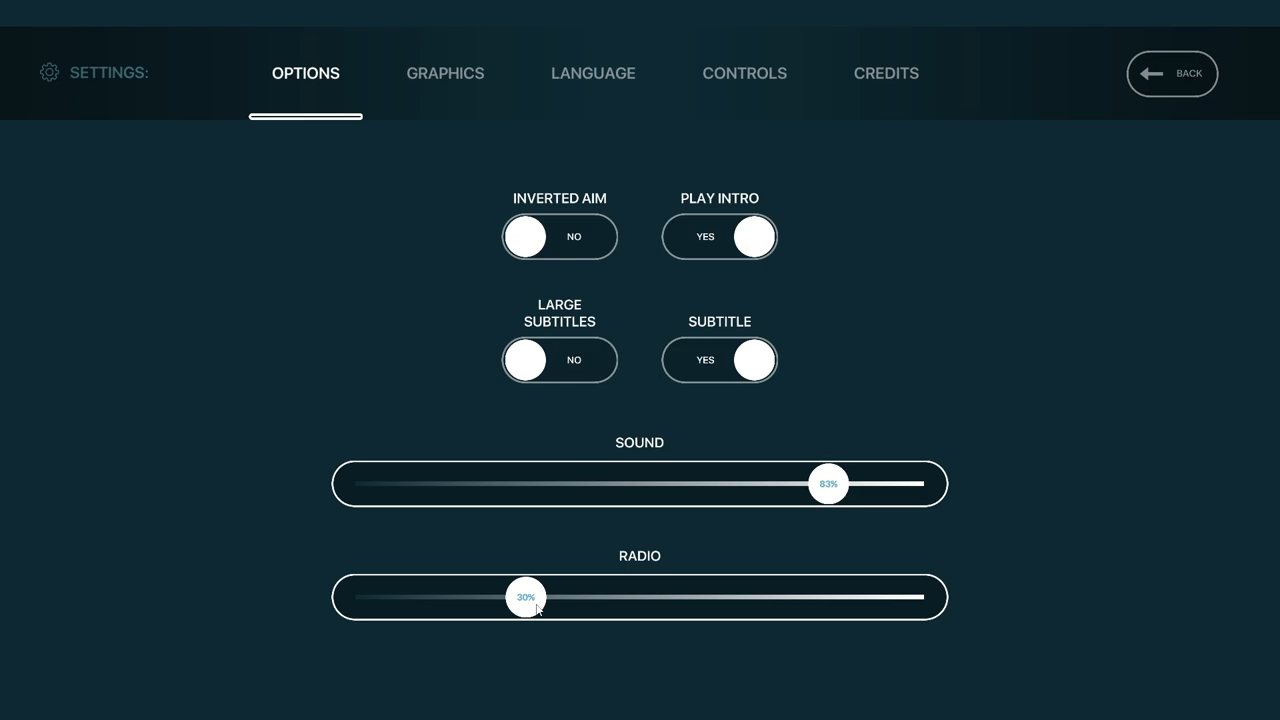 SETTINGS:
OPTIONS
GRAPHICS
LANGUAGE
CONTROLS
CREDITS
BACK
INVERTED AIM
PLAY INTRO
NO
YES
LARGE
SUBTITLES
SUBTITLE
NO
YES
SOUND
83%
RADIO
30%